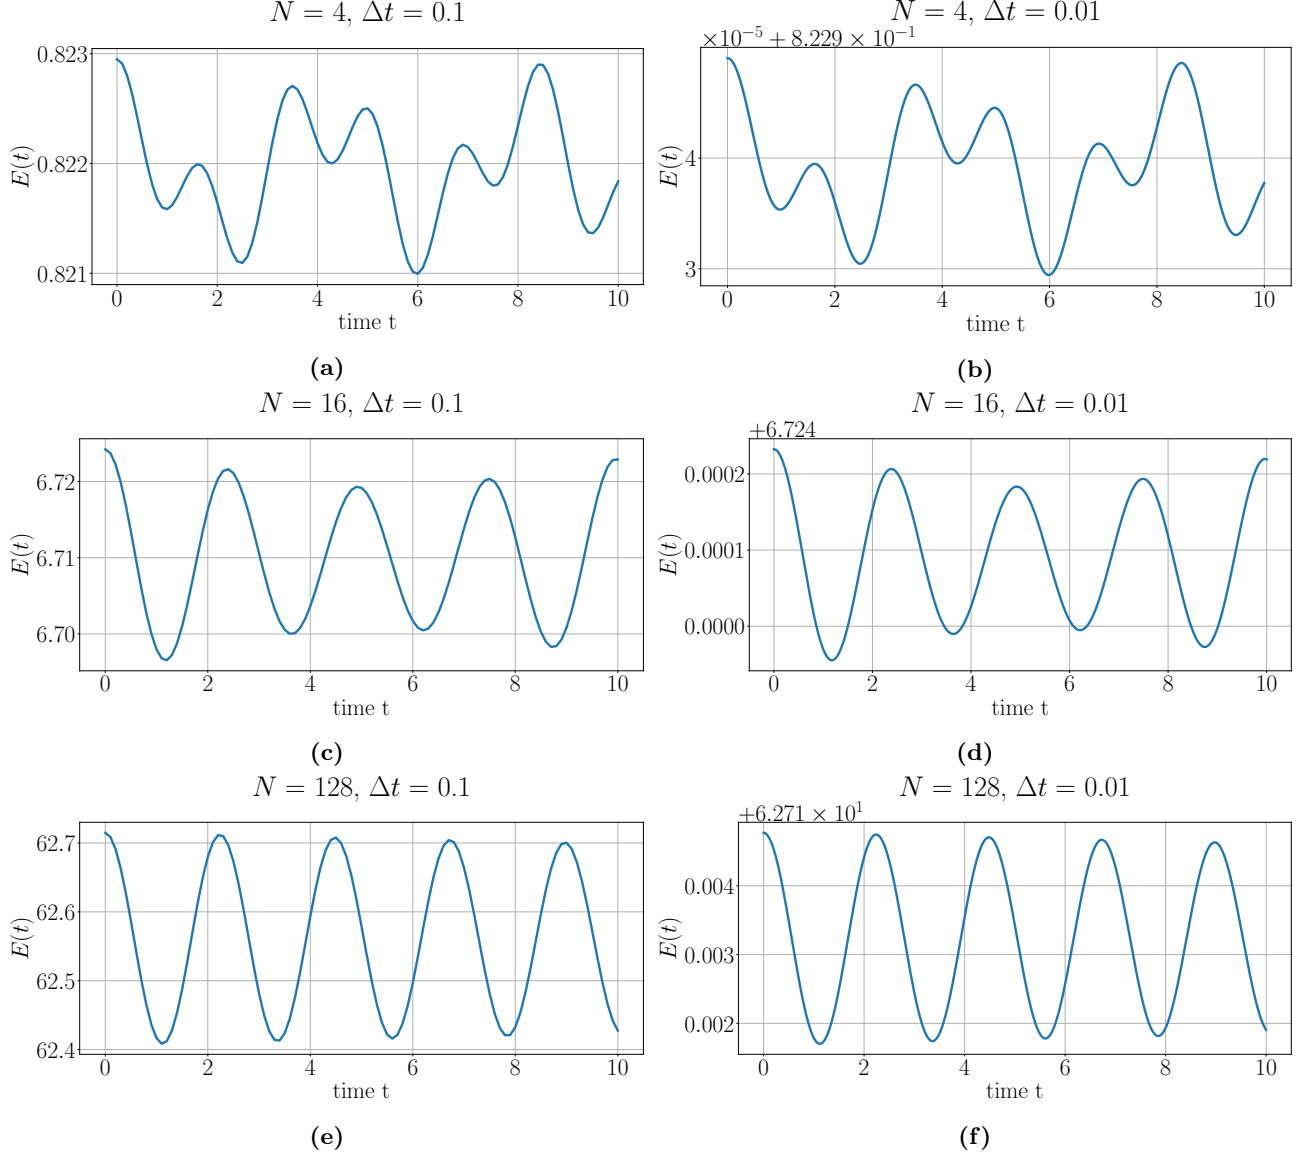 N = 4, Δt = 0.1
0.823
0.822
0.821
E(t)
0 2 4 6 8 10
time t
(a)
N = 4, Δt = 0.01
×10⁻⁵ + 8.229 × 10⁻¹
4
3
E(t)
0 2 4 6 8 10
time t
(b)
N = 16, Δt = 0.1
6.72
6.71
6.70
E(t)
0 2 4 6 8 10
time t
(c)
N = 16, Δt = 0.01
+6.724
0.0002
0.0001
0.0000
E(t)
0 2 4 6 8 10
time t
(d)
N = 128, Δt = 0.1
62.7
62.6
62.5
62.4
E(t)
0 2 4 6 8 10
time t
(e)
N = 128, Δt = 0.01
+6.271 × 10¹
0.004
0.003
0.002
E(t)
0 2 4 6 8 10
time t
(f)